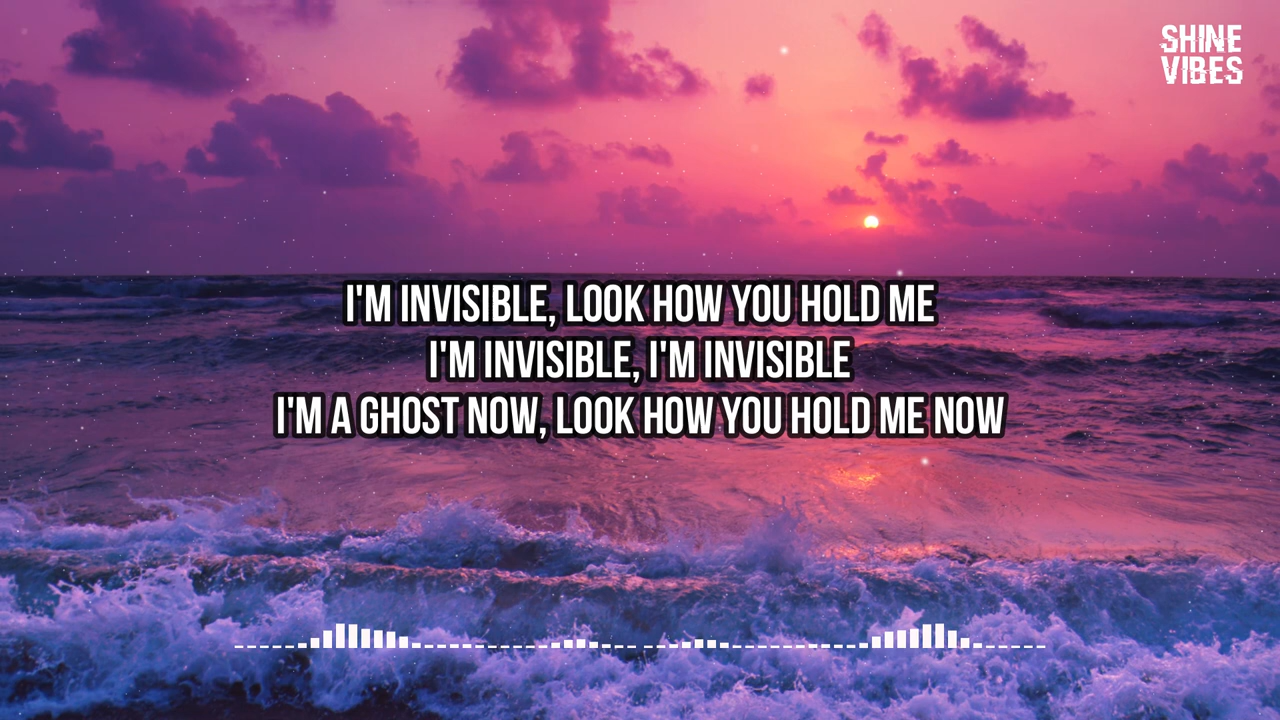 SHINE
VIBES
I'M INVISIBLE, LOOK HOW YOU HOLD ME
I'M INVISIBLE, I'M INVISIBLE
I'M A GHOST NOW, LOOK HOW YOU HOLD ME NOW